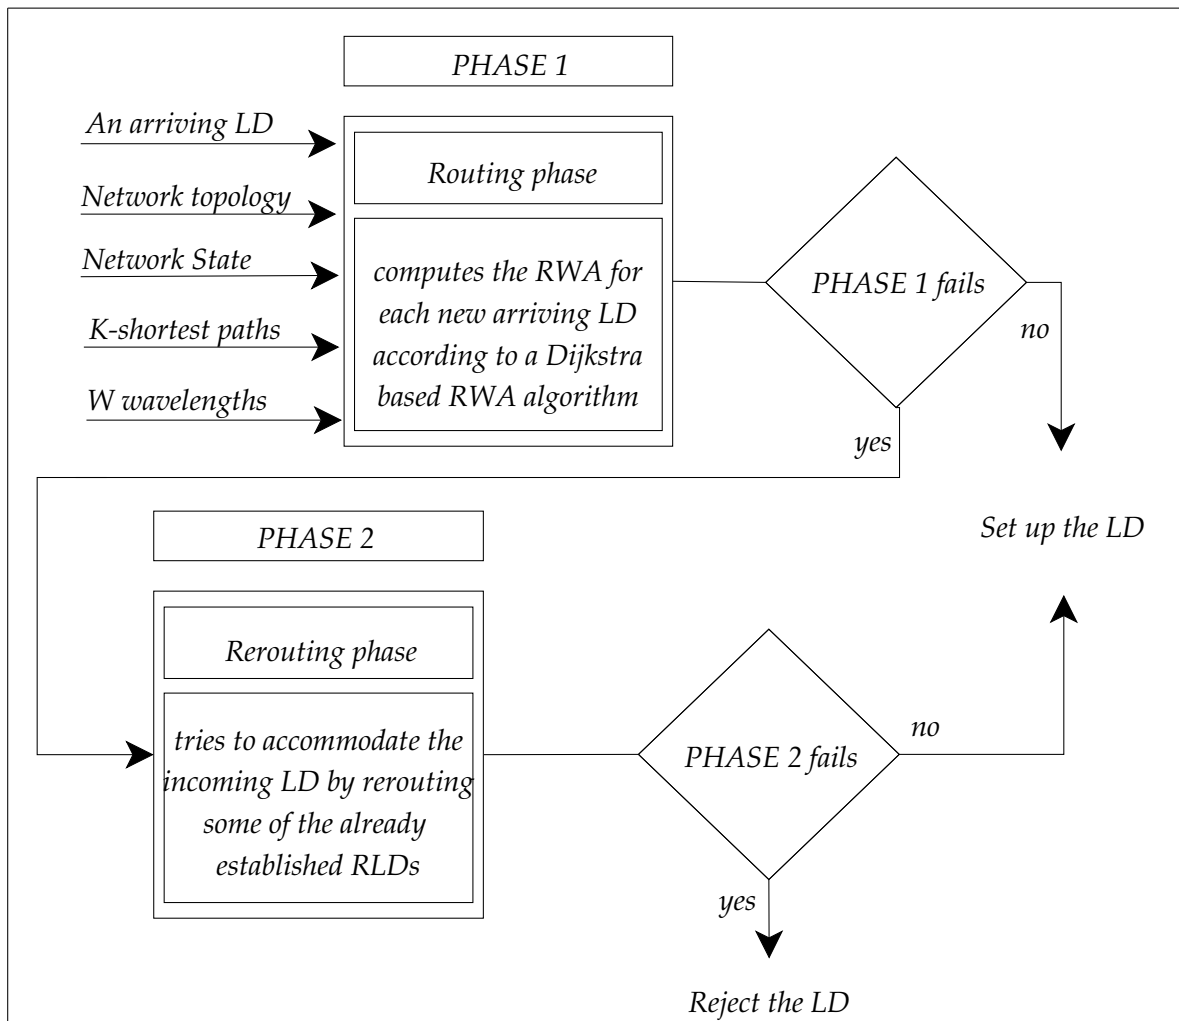 PHASE 1
An arriving LD
Network topology
Network State
K-shortest paths
W wavelengths
Routing phase
computes the RWA for
each new arriving LD
according to a Dijkstra
based RWA algorithm
PHASE 1 fails
no
yes
Set up the LD
PHASE 2
Rerouting phase
tries to accommodate the
incoming LD by rerouting
some of the already
established RLDs
PHASE 2 fails
no
yes
Reject the LD